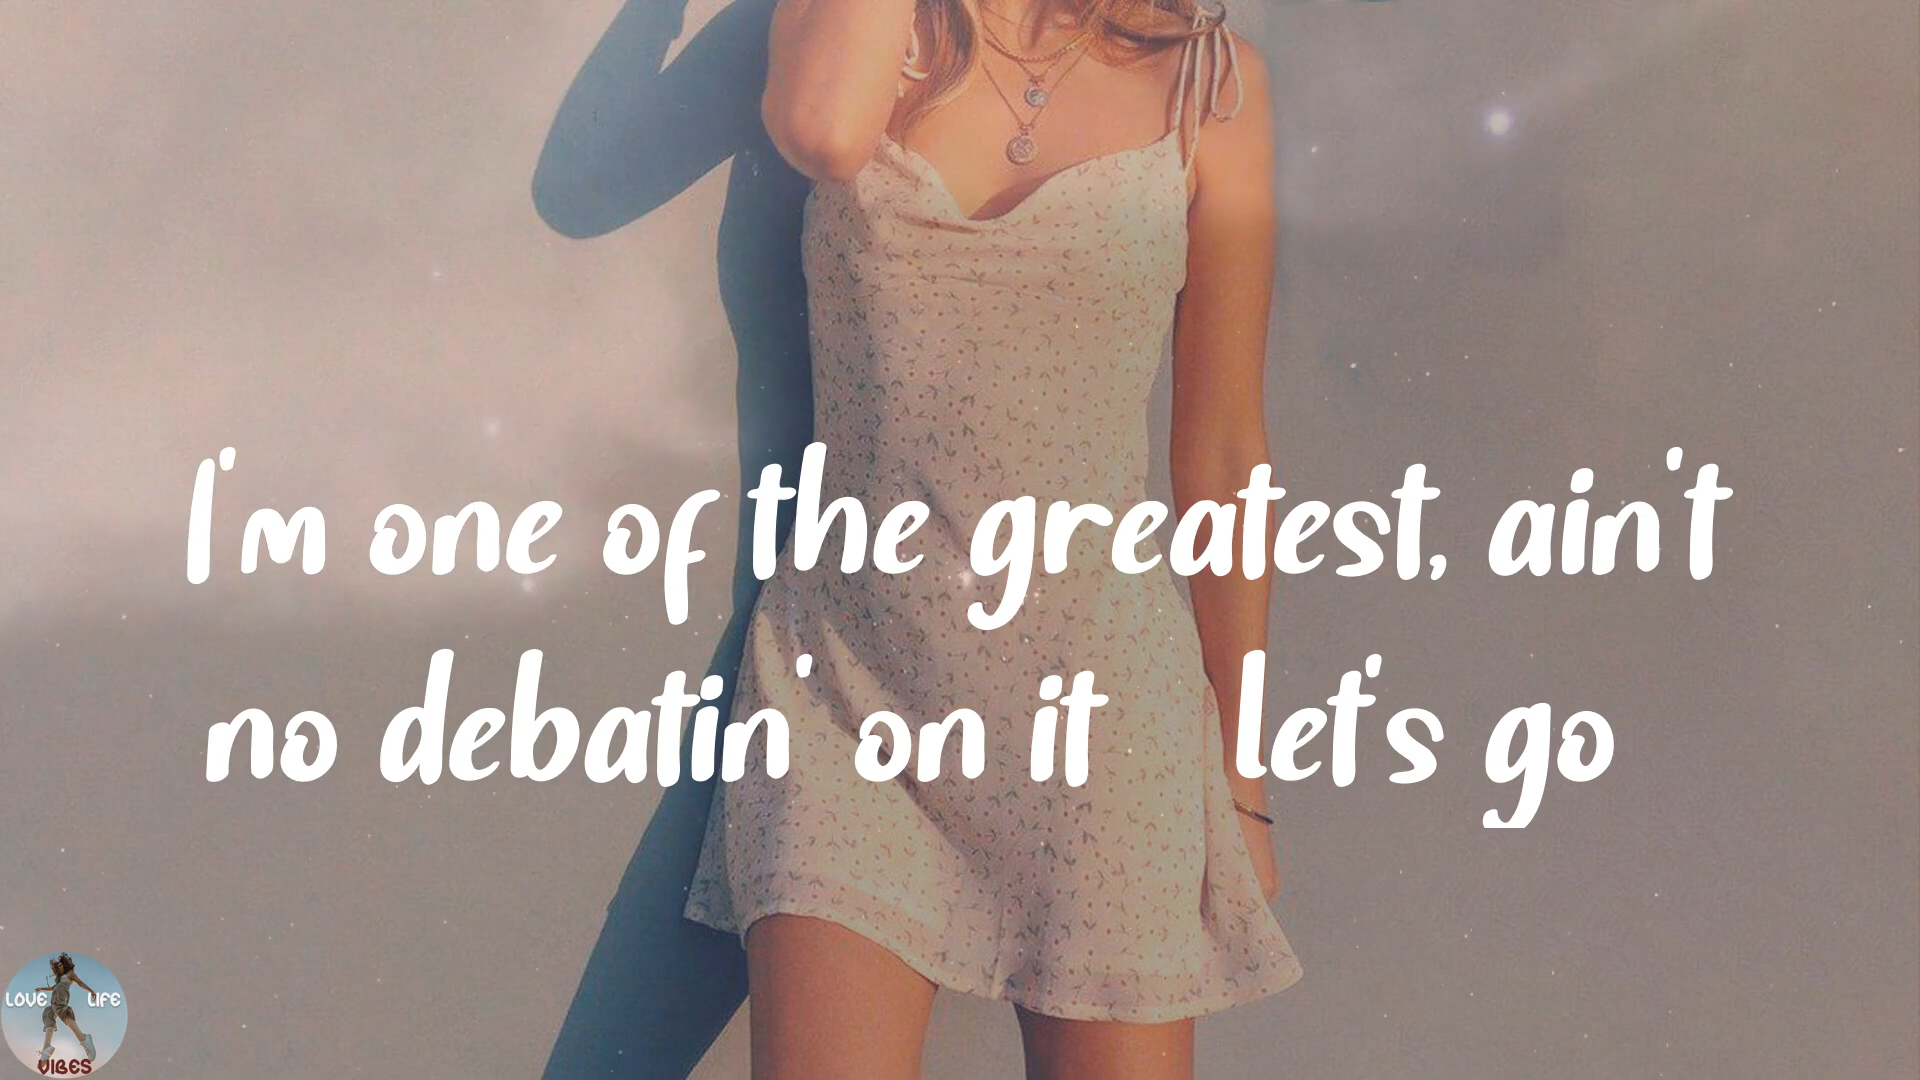 I'm one of the greatest, ain't
no debatin' on it let's go
LOVE LIFE
VIBES